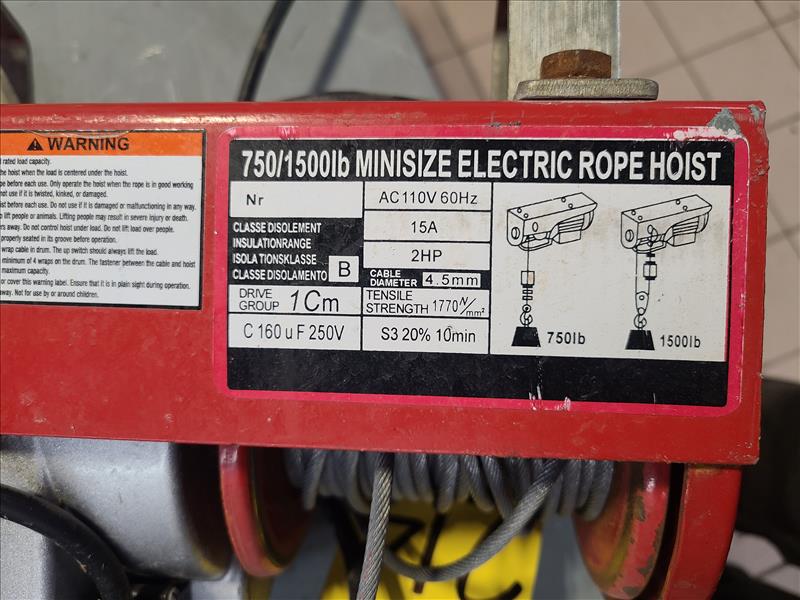 WARNING
rated load capacity.
the hoist when the load is centered under the hoist.
pe before each use. Only operate the hoist when the rope is in good working
not use if it is twisted, kinked, or damaged.
ist before each use. Do not use if it is damaged or malfunctioning in any way.
o lift people or animals. Lifting people may result in severe injury or death.
rs away. Do not control hoist under load. Do not lift load over people.
properly seated in its groove before operation.
wrap cable in drum. The up switch should always lift the load.
minimum of 4 wraps on the drum. The fastener between the cable and hoist
maximum capacity.
or cover this warning label. Ensure that it is in plain sight during operation.
away. Not for use by or around children.
750/1500lb MINISIZE ELECTRIC ROPE HOIST
Nr
AC110V 60Hz
15A
CLASSE DISOLEMENT
INSULATIONRANGE
ISOLATIONSKLASSE
CLASSE DISOLAMENTO
B
2HP
CABLE DIAMETER 4.5mm
DRIVE GROUP 1Cm
TENSILE STRENGTH 1770N/mm²
C 160 uF 250V
S3 20% 10min
750lb
1500lb